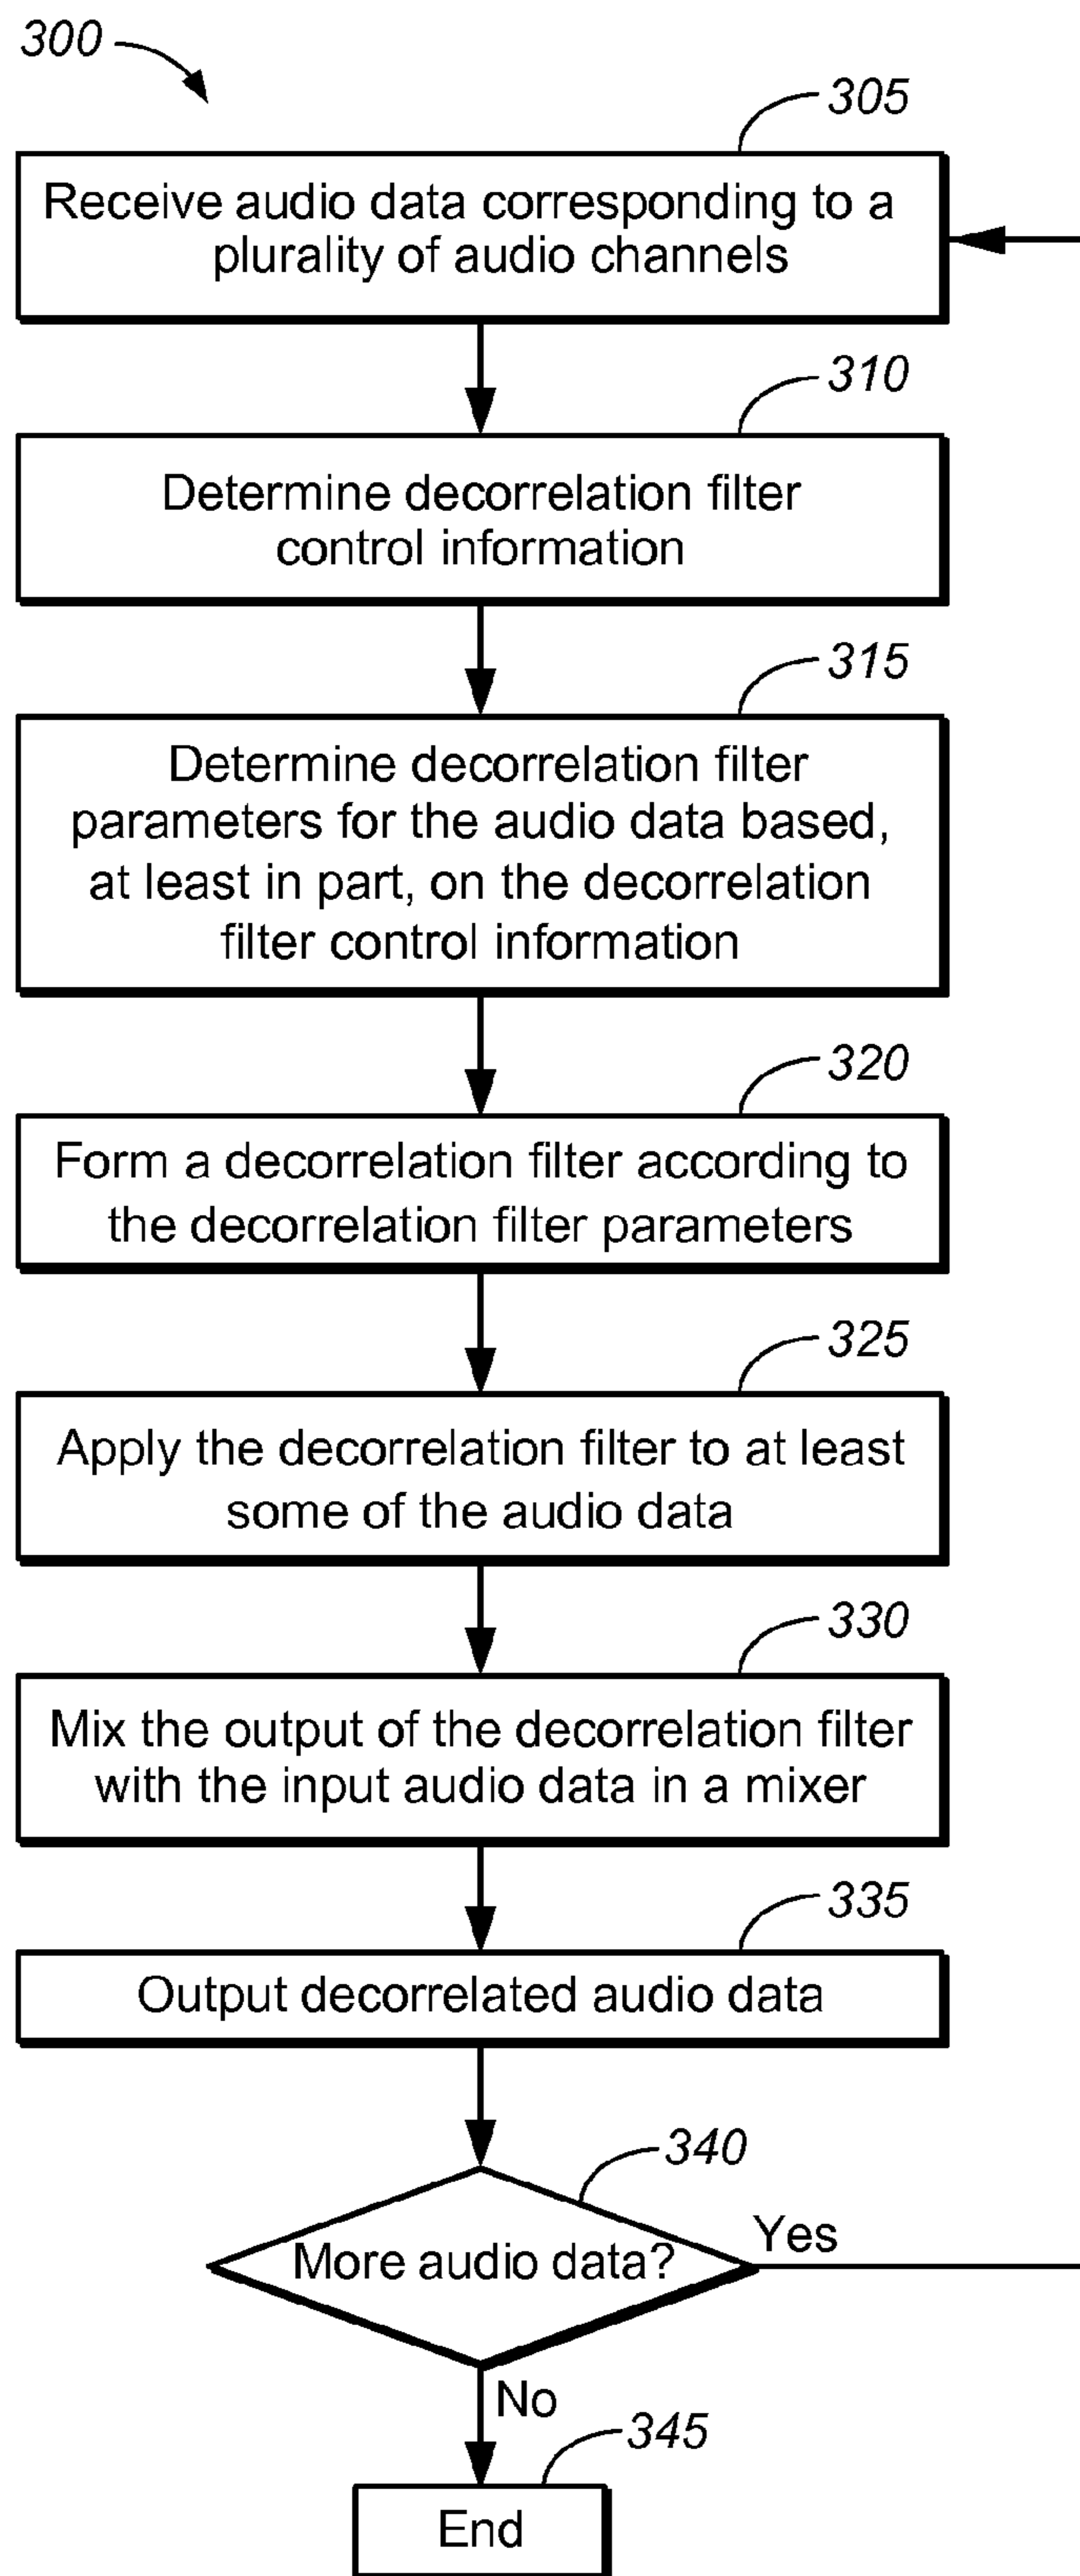 300
305
Receive audio data corresponding to a
plurality of audio channels
310
Determine decorrelation filter
control information
315
Determine decorrelation filter
parameters for the audio data based,
at least in part, on the decorrelation
filter control information
320
Form a decorrelation filter according to
the decorrelation filter parameters
325
Apply the decorrelation filter to at least
some of the audio data
330
Mix the output of the decorrelation filter
with the input audio data in a mixer
335
Output decorrelated audio data
340
More audio data?
Yes
No
345
End